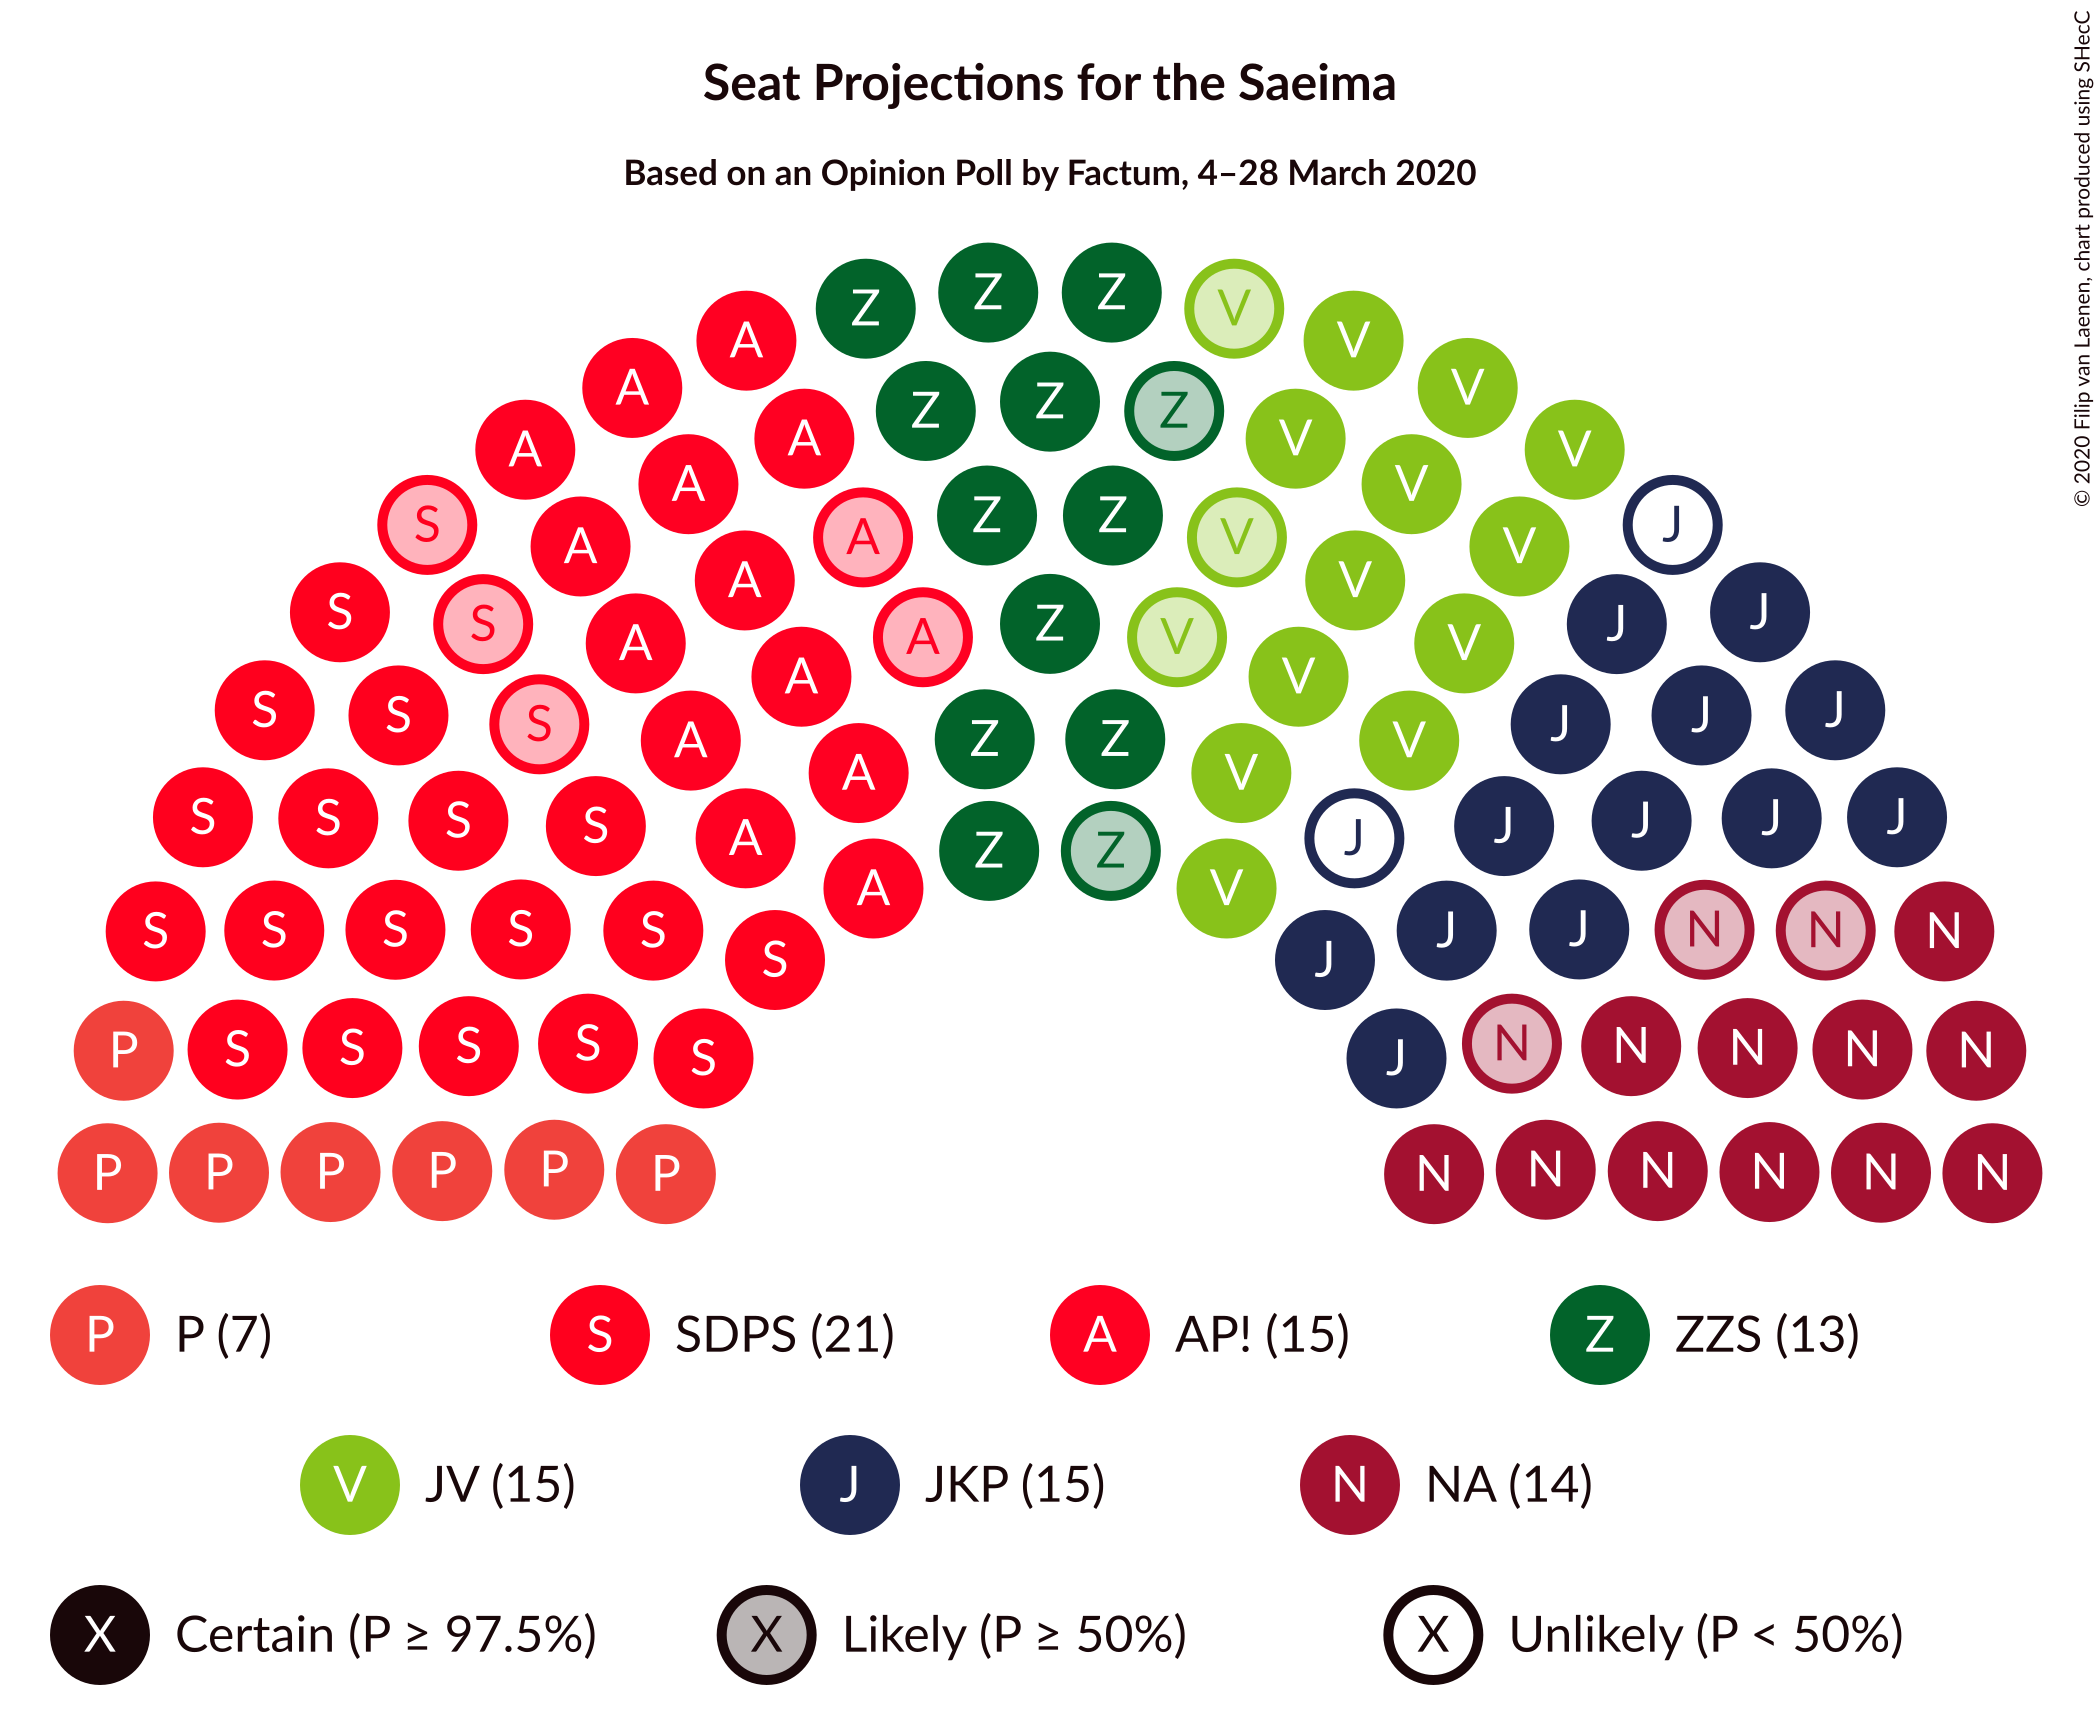 Seat Projections for the Saeima
Based on an Opinion Poll by Factum, 4–28 March 2020
© 2020 Filip van Laenen, chart produced using SHecC
Z Z Z V
A Z Z V
A Z Z Z V V
A A V V
S A A A Z Z V V V J
S S A A A A Z V V V V J J
S S S A A Z Z V V J J J
S S S S A A Z Z V V J J J J J
S S S S S S J J J N N N
P S S S S S J N N N N N
P P P P P P N N N N N N
P P (7) S SDPS (21) A AP! (15) Z ZZS (13)
V JV (15) J JKP (15) N NA (14)
X Certain (P ≥ 97.5%) X Likely (P ≥ 50%) X Unlikely (P < 50%)